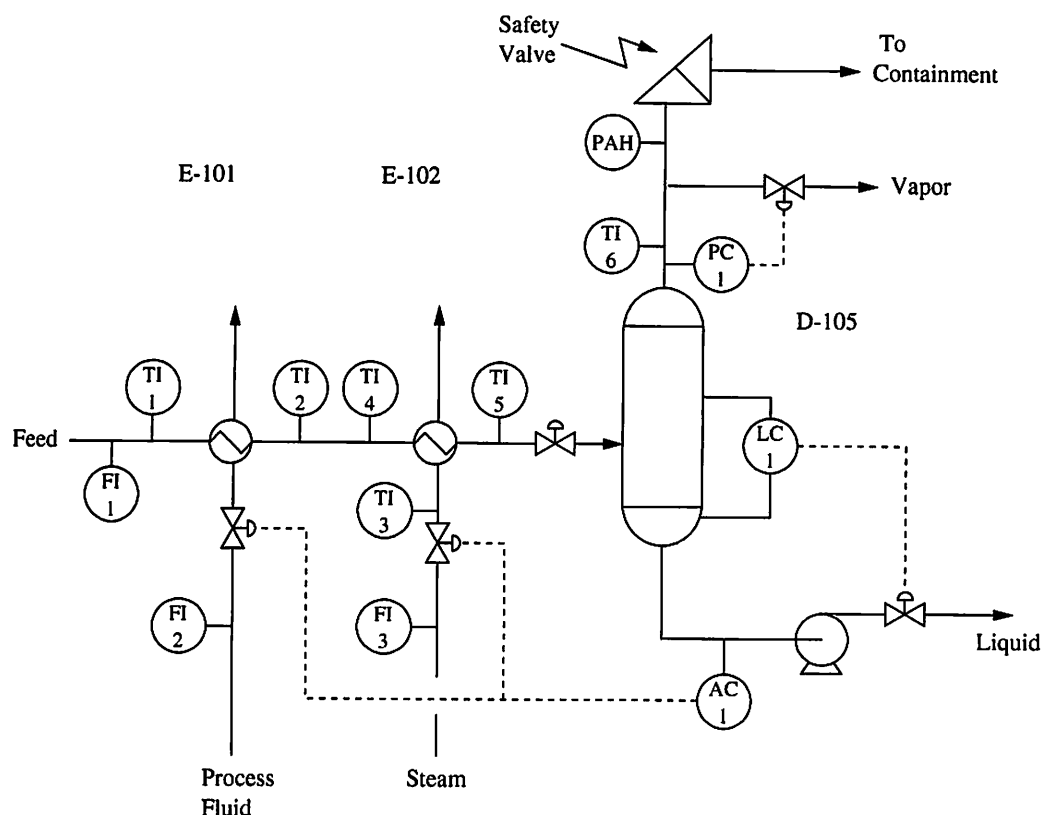 Safety
Valve
To
Containment
PAH
E-101
E-102
Vapor
TI
6
PC
1
D-105
TI
1
TI
2
TI
4
TI
5
Feed
LC
1
FI
1
TI
3
FI
2
FI
3
Liquid
AC
1
Process
Fluid
Steam